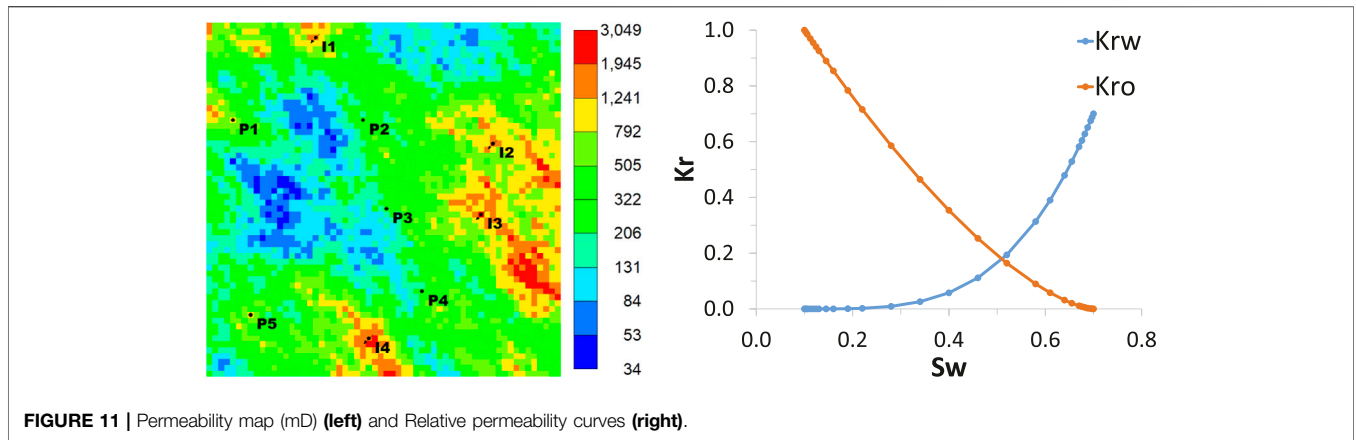 I1
P1
P2
I2
P3
I3
P4
P5
I4
3,049
1,945
1,241
792
505
322
206
131
84
53
34
Krw
Kro
Kr
1.0
0.8
0.6
0.4
0.2
0.0
0.0 0.2 0.4 0.6 0.8
Sw
FIGURE 11 | Permeability map (mD) (left) and Relative permeability curves (right).